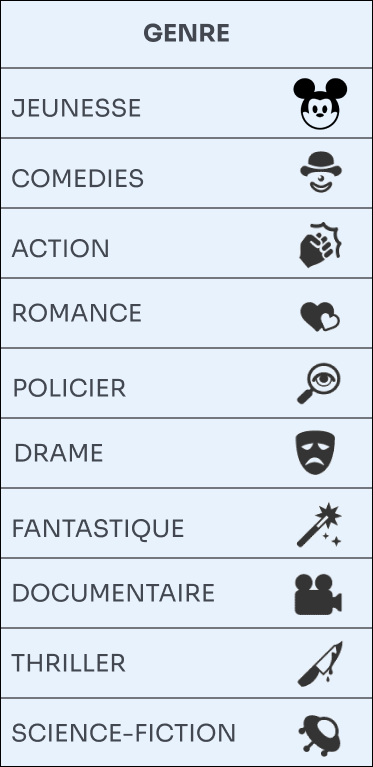 GENRE
JEUNESSE
COMEDIES
ACTION
ROMANCE
POLICIER
DRAME
FANTASTIQUE
DOCUMENTAIRE
THRILLER
SCIENCE-FICTION